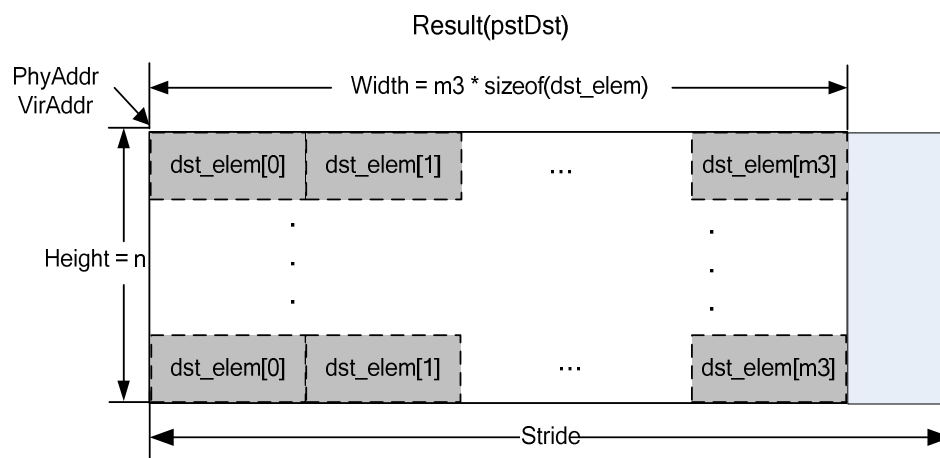 Result(pstDst)
PhyAddr
VirAddr
Width = m3 * sizeof(dst_elem)
dst_elem[0] dst_elem[1] ... dst_elem[m3]
Height = n
dst_elem[0] dst_elem[1] ... dst_elem[m3]
Stride